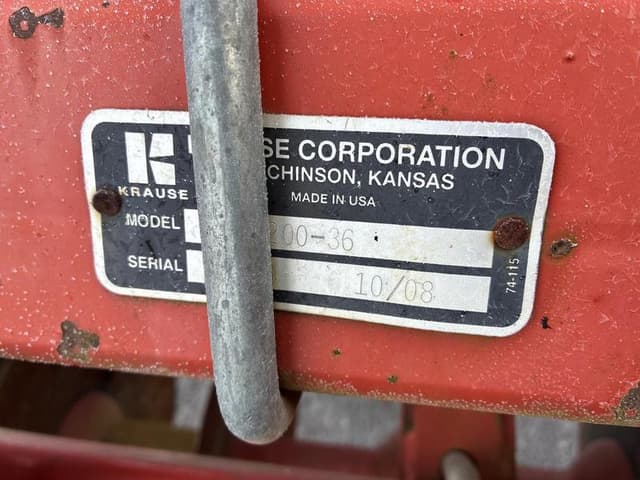 SE CORPORATION
CHINSON, KANSAS
KRAUSE
MADE IN USA
MODEL 200-36
SERIAL 10/08
74-115